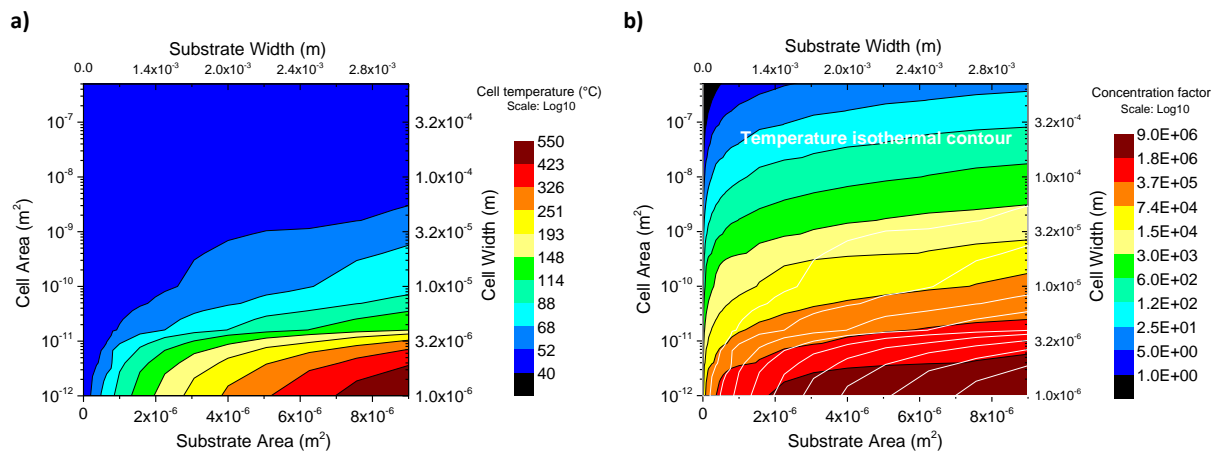 a)
Substrate Width (m)
0.0 1.4x10⁻³ 2.0x10⁻³ 2.4x10⁻³ 2.8x10⁻³
Cell temperature (°C)
Scale: Log10
550
423
326
251
193
148
114
88
68
52
40
Cell Area (m²)
10⁻⁷
10⁻⁸
10⁻⁹
10⁻¹⁰
10⁻¹¹
10⁻¹²
3.2x10⁻⁴
1.0x10⁻⁴
3.2x10⁻⁵
1.0x10⁻⁵
3.2x10⁻⁶
1.0x10⁻⁶
Cell Width (m)
0 2x10⁻⁶ 4x10⁻⁶ 6x10⁻⁶ 8x10⁻⁶
Substrate Area (m²)
b)
Substrate Width (m)
0.0 1.4x10⁻³ 2.0x10⁻³ 2.4x10⁻³ 2.8x10⁻³
Concentration factor
Scale: Log10
9.0E+06
1.8E+06
3.7E+05
7.4E+04
1.5E+04
3.0E+03
6.0E+02
1.2E+02
2.5E+01
5.0E+00
1.0E+00
Temperature isothermal contour
Cell Area (m²)
10⁻⁷
10⁻⁸
10⁻⁹
10⁻¹⁰
10⁻¹¹
10⁻¹²
3.2x10⁻⁴
1.0x10⁻⁴
3.2x10⁻⁵
1.0x10⁻⁵
3.2x10⁻⁶
1.0x10⁻⁶
Cell Width (m)
0 2x10⁻⁶ 4x10⁻⁶ 6x10⁻⁶ 8x10⁻⁶
Substrate Area (m²)